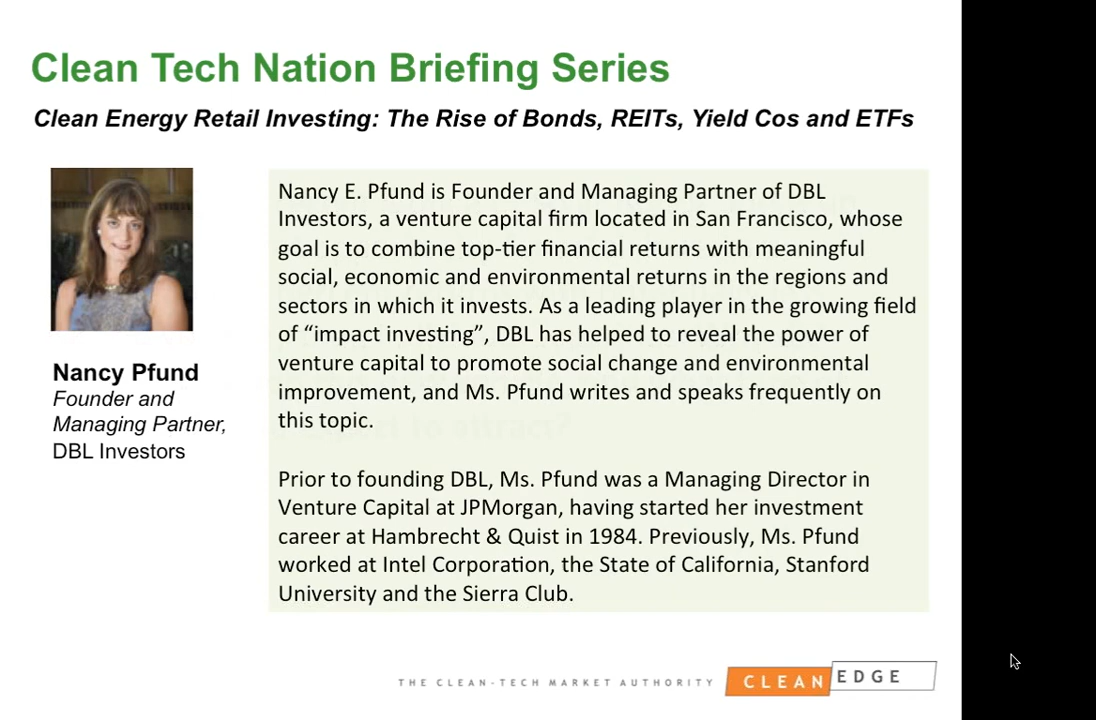 Clean Tech Nation Briefing Series
Clean Energy Retail Investing: The Rise of Bonds, REITs, Yield Cos and ETFs
Nancy Pfund
Founder and
Managing Partner,
DBL Investors
Nancy E. Pfund is Founder and Managing Partner of DBL
Investors, a venture capital firm located in San Francisco, whose
goal is to combine top-tier financial returns with meaningful
social, economic and environmental returns in the regions and
sectors in which it invests. As a leading player in the growing field
of “impact investing”, DBL has helped to reveal the power of
venture capital to promote social change and environmental
improvement, and Ms. Pfund writes and speaks frequently on
this topic.
Prior to founding DBL, Ms. Pfund was a Managing Director in
Venture Capital at JPMorgan, having started her investment
career at Hambrecht & Quist in 1984. Previously, Ms. Pfund
worked at Intel Corporation, the State of California, Stanford
University and the Sierra Club.
THE CLEAN-TECH MARKET AUTHORITY
CLEAN EDGE